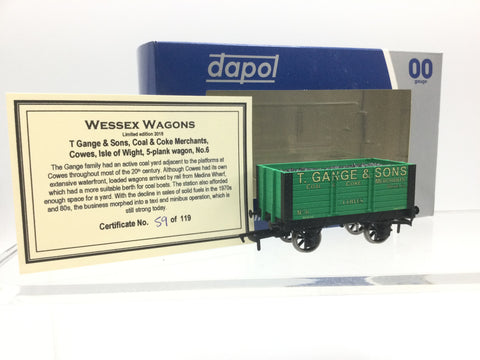 dapol
00
gauge
WESSEX WAGONS
Limited edition 2018
T Gange & Sons, Coal & Coke Merchants,
Cowes, Isle of Wight, 5-plank wagon, No.6
The Gange family had an active coal yard adjacent to the platforms at
Cowes throughout most of the 20th century. Although Cowes had its own
extensive waterfront, loaded wagons arrived by rail from Medina Wharf,
which had a more suitable berth for coal boats. The station also afforded
enough space for a yard. With the decline in sales of solid fuels in the 1970s
and 80s, the business morphed into a taxi and minibus operation, which is
still strong today.
Certificate No. 59 of 119
T. GANGE & SONS
COAL COKE MERCHANTS
COWES